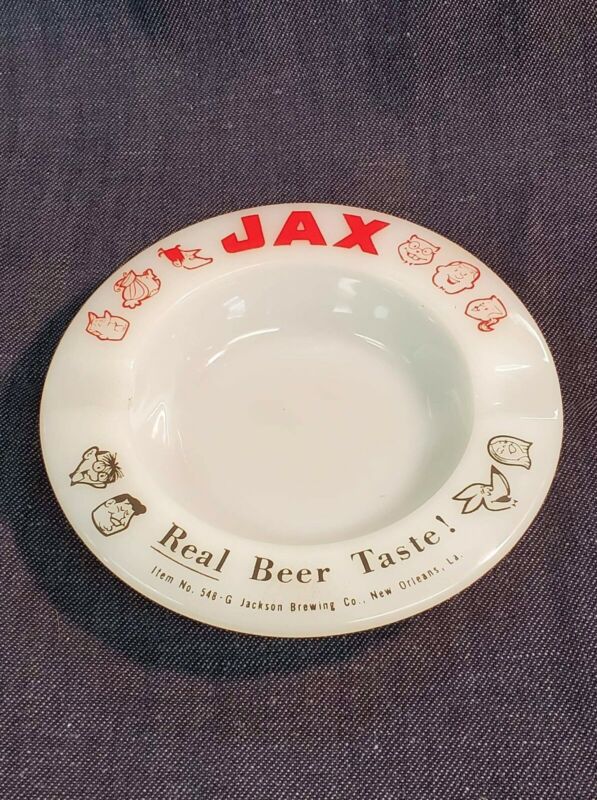 JAX
Real Beer Taste!
Item No. 548-G Jackson Brewing Co., New Orleans, La.